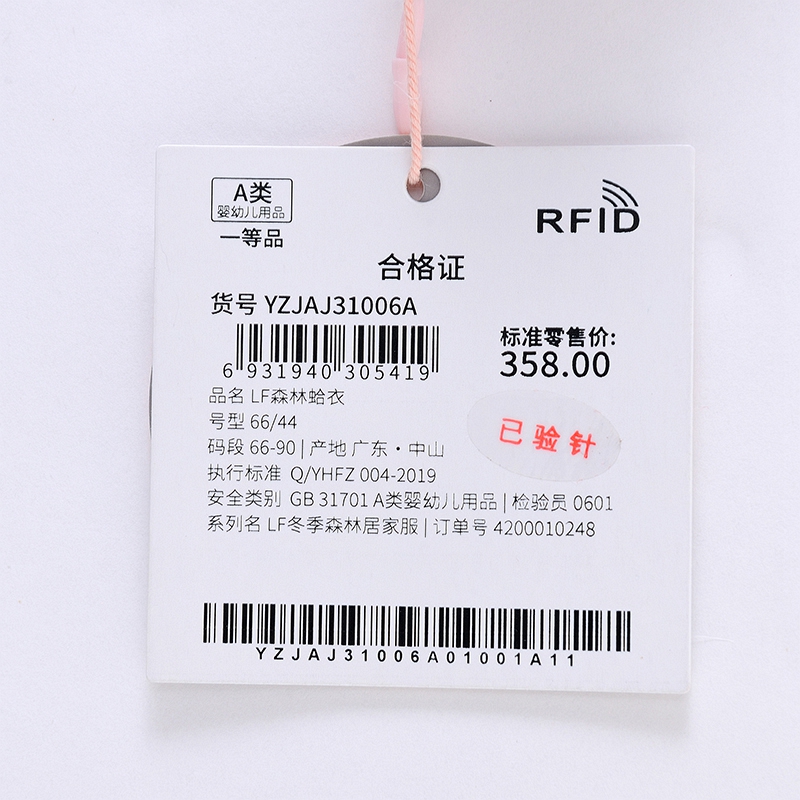 A类
婴幼儿用品
一等品
RFID
合格证
货号 YZJAJ31006A
6 931940 305419
标准零售价:
358.00
品名 LF森林蛤衣
号型 66/44
码段 66-90 | 产地 广东·中山
已验针
执行标准 Q/YHFZ 004-2019
安全类别 GB 31701 A类婴幼儿用品 | 检验员 0601
系列名 LF冬季森林居家服 | 订单号 4200010248
YZJAJ31006A01001A11